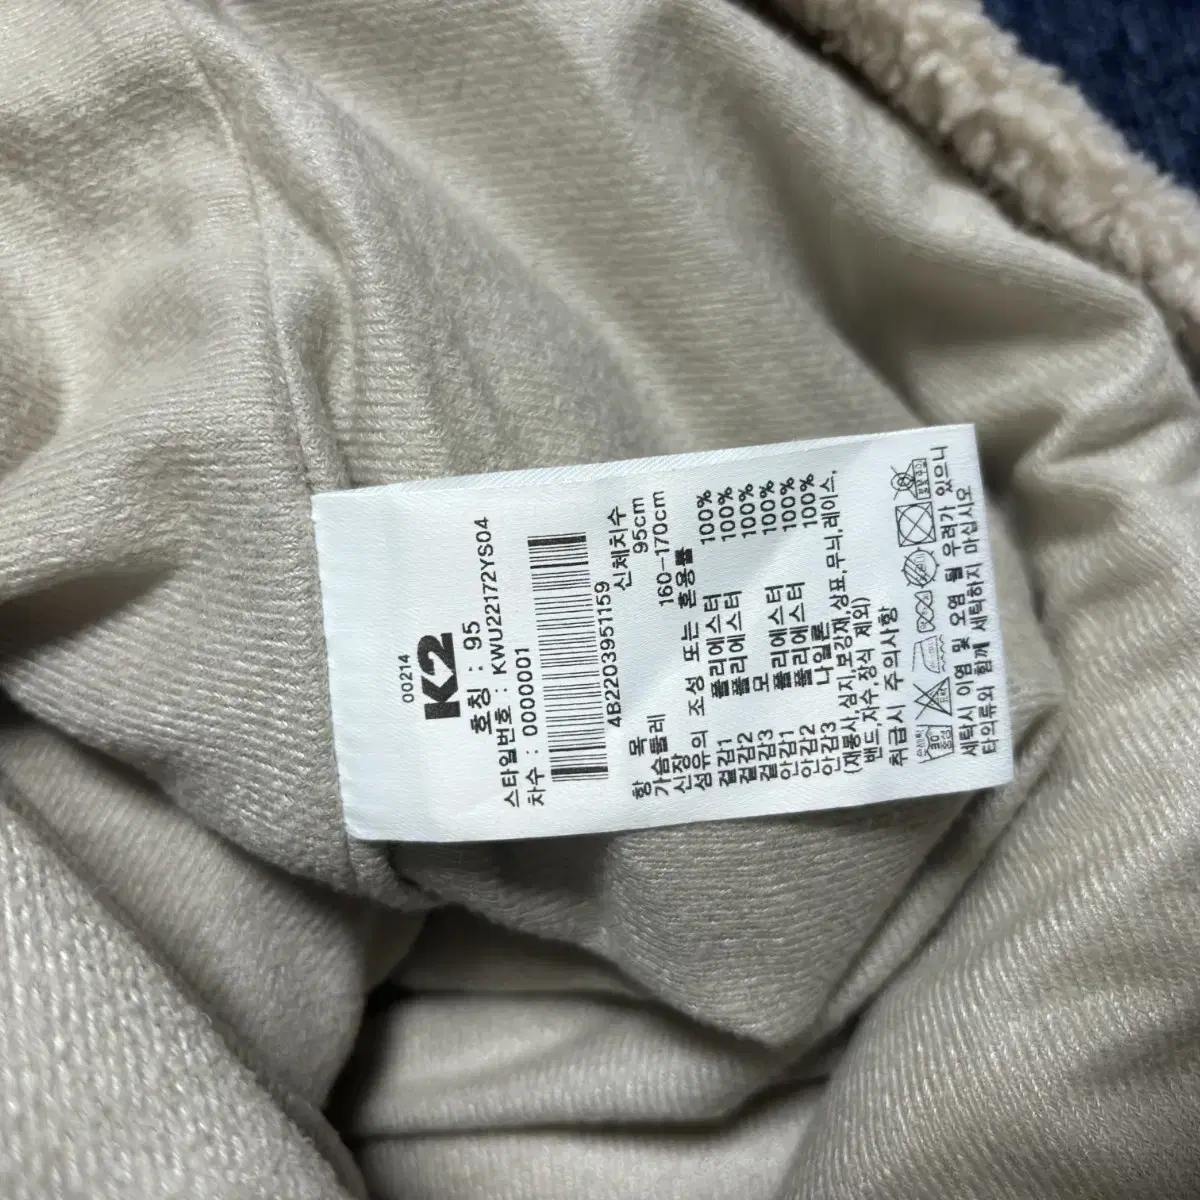 00214
K2
호칭 : 95
스타일번호 : KWU22172YS04
차수 : 0000001
4B2203951159
항 목 신체치수
가슴둘레 95cm
신장 160-170cm
섬유의 조성 또는 혼용률
겉감1 폴리에스터 100%
겉감2 폴리에스터 100%
겉감3 모 100%
안감1 폴리에스터 100%
안감2 폴리에스터 100%
안감3 나일론 100%
(재봉사,심지,보강재,상표,무늬,레이스,
밴드,자수,장식 제외)
취급시 주의사항
세탁시 이염 및 오염 될 우려가 있으니
타의류와 함께 세탁하지 마십시오